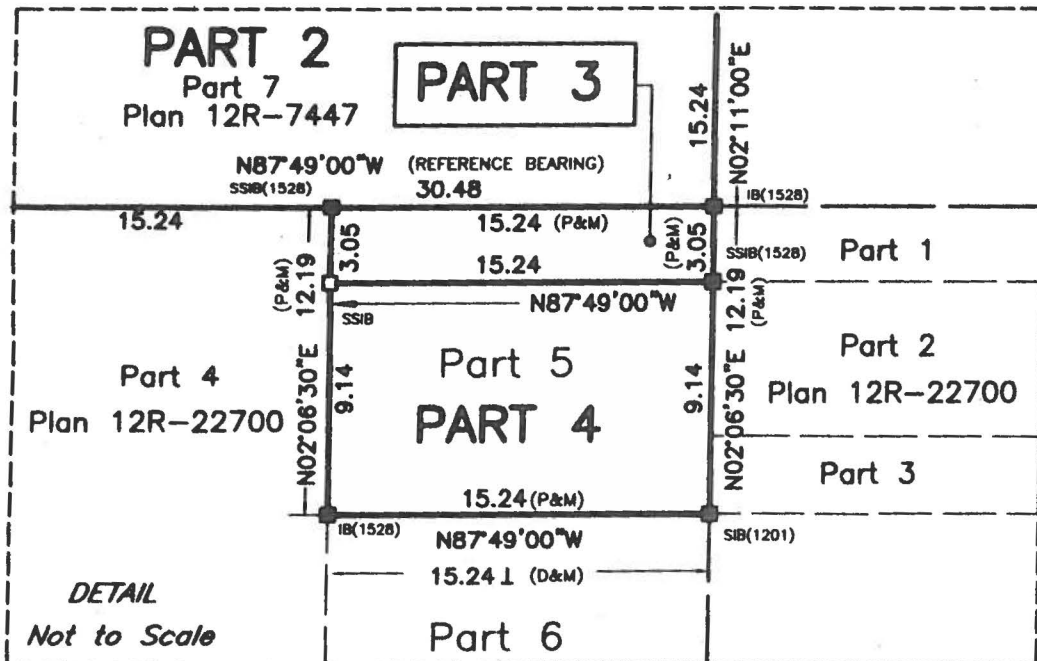 PART 2
Part 7
Plan 12R-7447
PART 3
15.24
N02°11'00"E
N87°49'00"W (REFERENCE BEARING)
SSIB(1528)
30.48
IB(1528)
15.24
15.24 (P&M)
3.05
(P&M)
3.05
SSIB(1528)
Part 1
12.19
(P&M)
15.24
12.19
(P&M)
N87°49'00"W
SSIB
Part 5
Part 2
Plan 12R-22700
Part 4
Plan 12R-22700
N02°06'30"E
9.14
PART 4
9.14
N02°06'30"E
Part 3
15.24(P&M)
IB(1528)
N87°49'00"W
SIB(1201)
15.24⊥ (D&M)
DETAIL
Not to Scale
Part 6